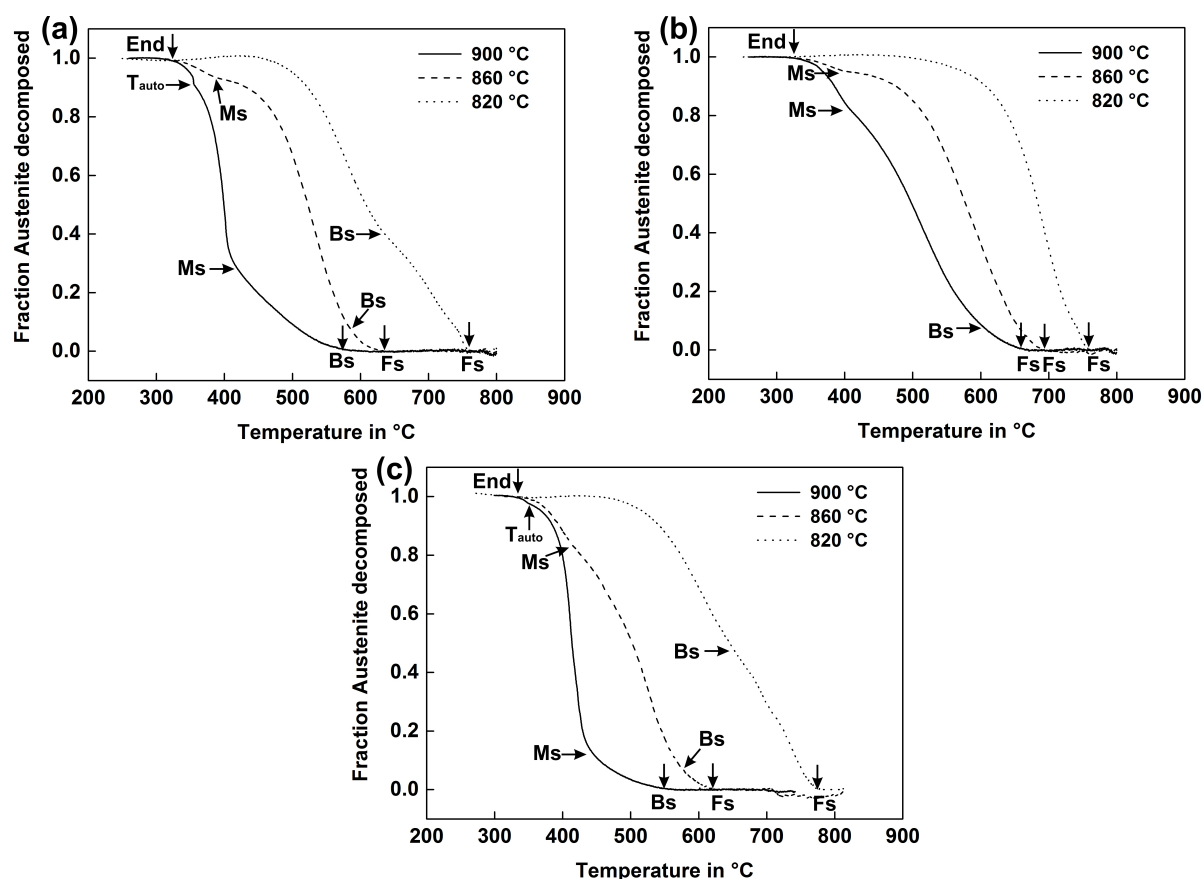 (a)
Fraction Austenite decomposed
1.0
0.8
0.6
0.4
0.2
0.0
200 300 400 500 600 700 800 900
Temperature in °C
End
Tauto
Ms
Ms
Bs
Bs
Bs
Fs
Fs
900 °C
860 °C
820 °C
(b)
Fraction Austenite decomposed
1.0
0.8
0.6
0.4
0.2
0.0
200 300 400 500 600 700 800 900
Temperature in °C
End
Ms
Ms
Bs
Fs Fs Fs
900 °C
860 °C
820 °C
(c)
Fraction Austenite decomposed
1.0
0.8
0.6
0.4
0.2
0.0
200 300 400 500 600 700 800 900
Temperature in °C
End
Tauto
Ms
Ms
Bs
Bs
Bs
Fs
Fs
900 °C
860 °C
820 °C